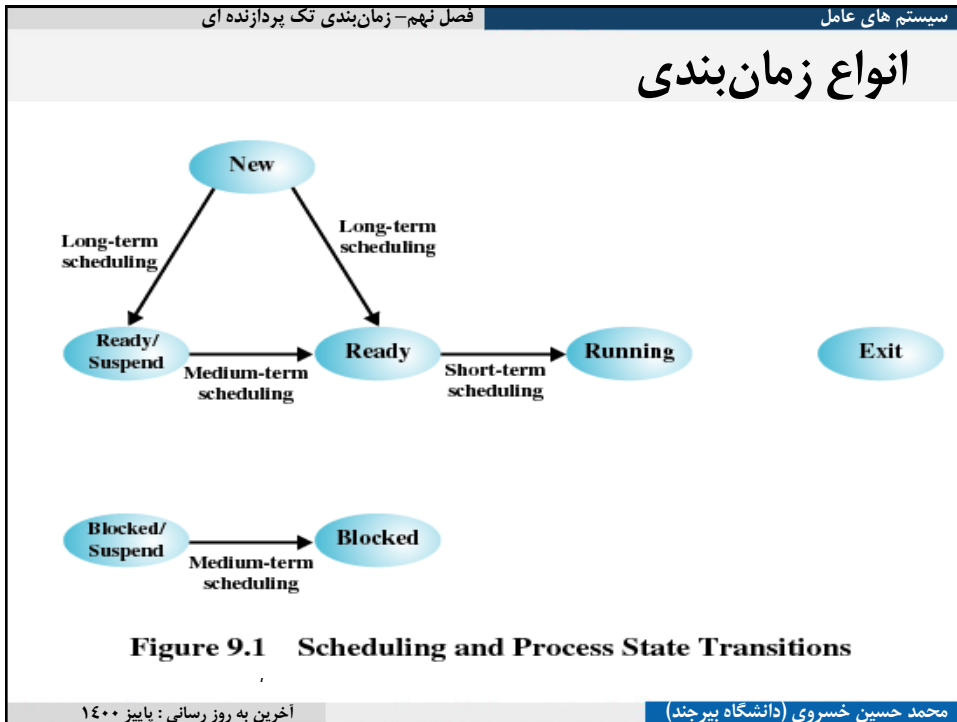 سیستم های عامل
فصل نهم– زمان‌بندی تک پردازنده ای
انواع زمان‌بندی
New
Long-term
scheduling
Long-term
scheduling
Ready/
Suspend
Medium-term
scheduling
Ready
Short-term
scheduling
Running
Exit
Blocked/
Suspend
Medium-term
scheduling
Blocked
Figure 9.1 Scheduling and Process State Transitions
محمد حسین خسروی (دانشگاه بیرجند)
آخرین به روز رسانی : پاییز ۱٤۰۰